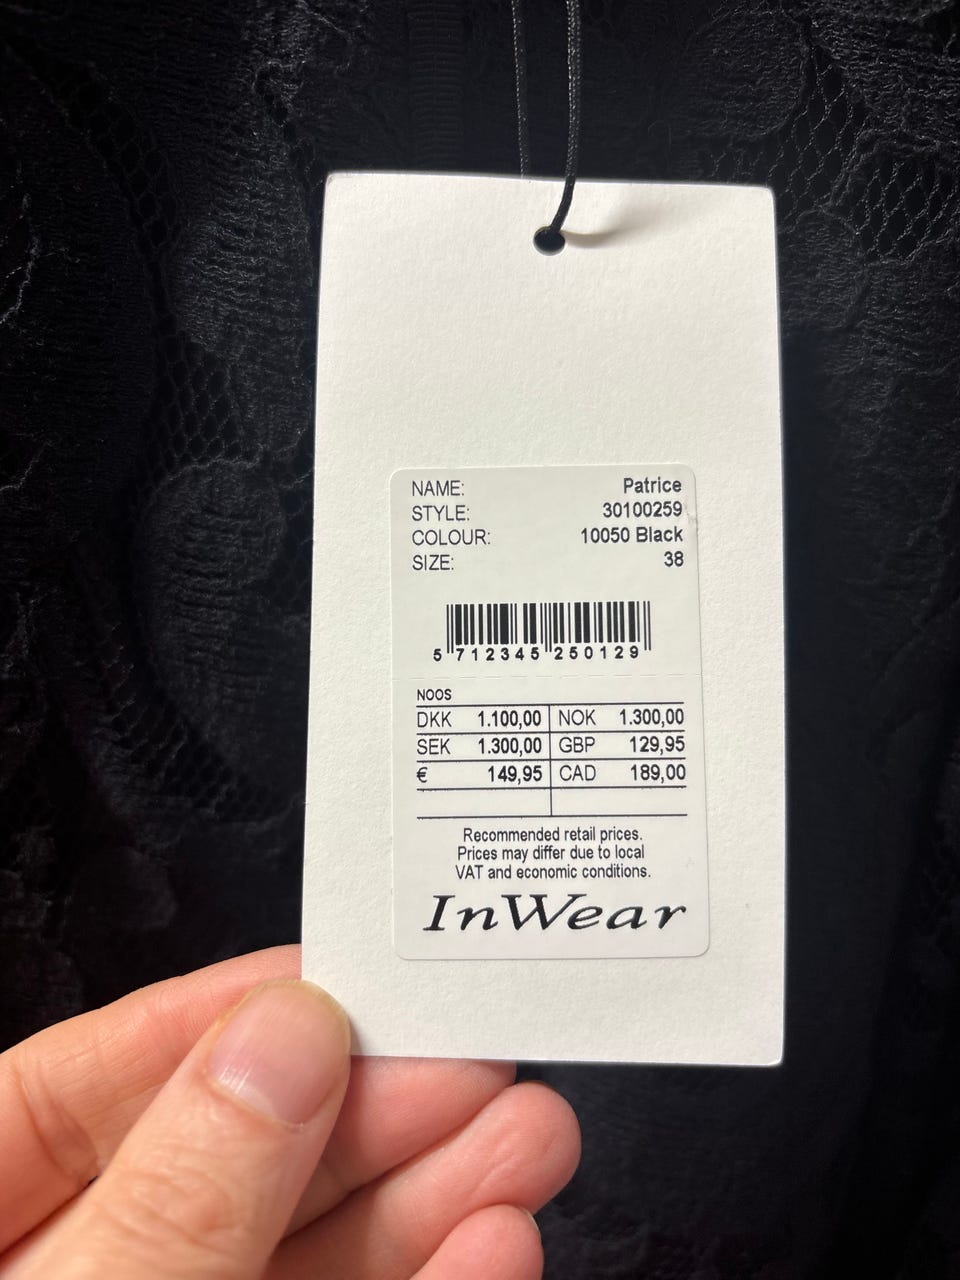 NAME: Patrice
STYLE: 30100259
COLOUR: 10050 Black
SIZE: 38
5 712345 250129
NOOS
DKK 1.100,00 NOK 1.300,00
SEK 1.300,00 GBP 129,95
€ 149,95 CAD 189,00
Recommended retail prices.
Prices may differ due to local
VAT and economic conditions.
InWear